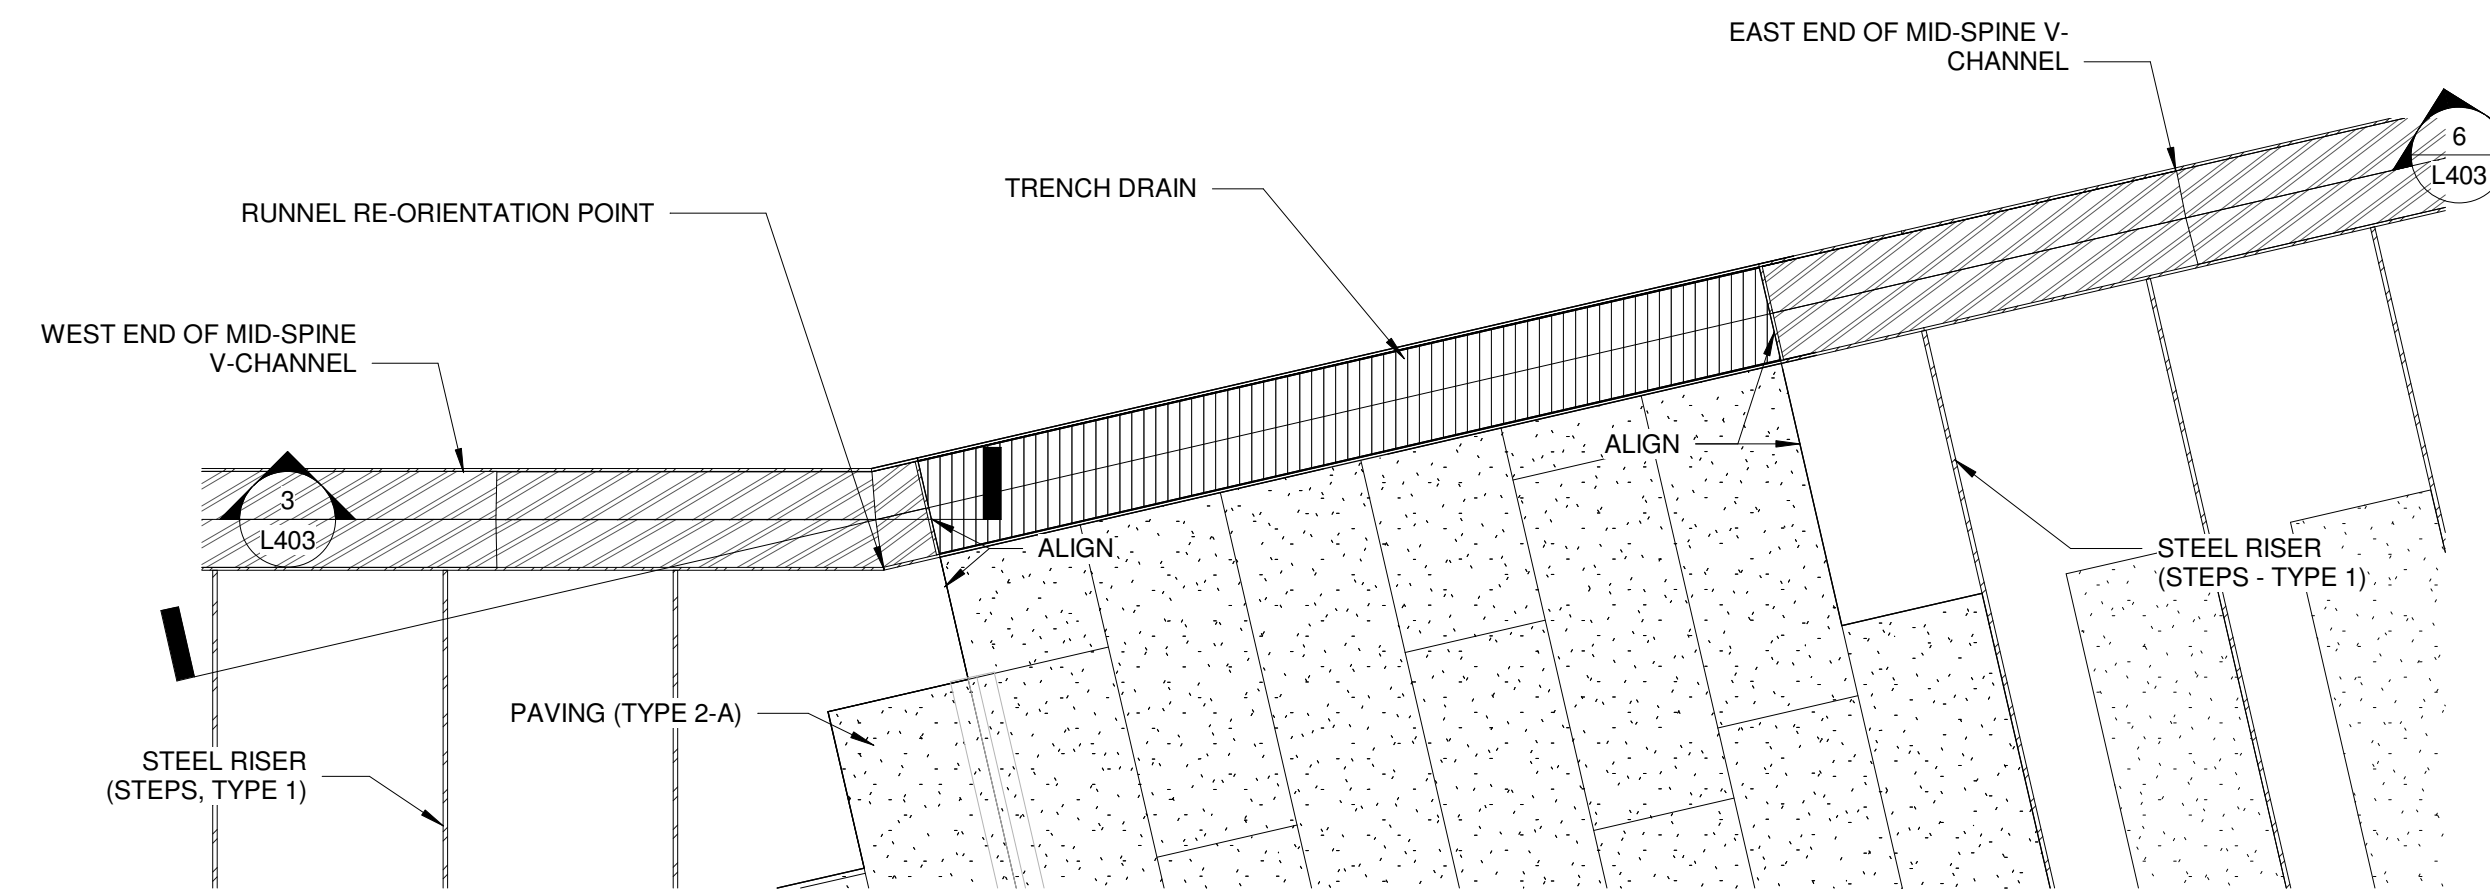 EAST END OF MID-SPINE V-
CHANNEL
6
L403
TRENCH DRAIN
RUNNEL RE-ORIENTATION POINT
WEST END OF MID-SPINE
V-CHANNEL
3
L403
ALIGN
ALIGN
STEEL RISER
(STEPS - TYPE 1)
PAVING (TYPE 2-A)
STEEL RISER
(STEPS, TYPE 1)